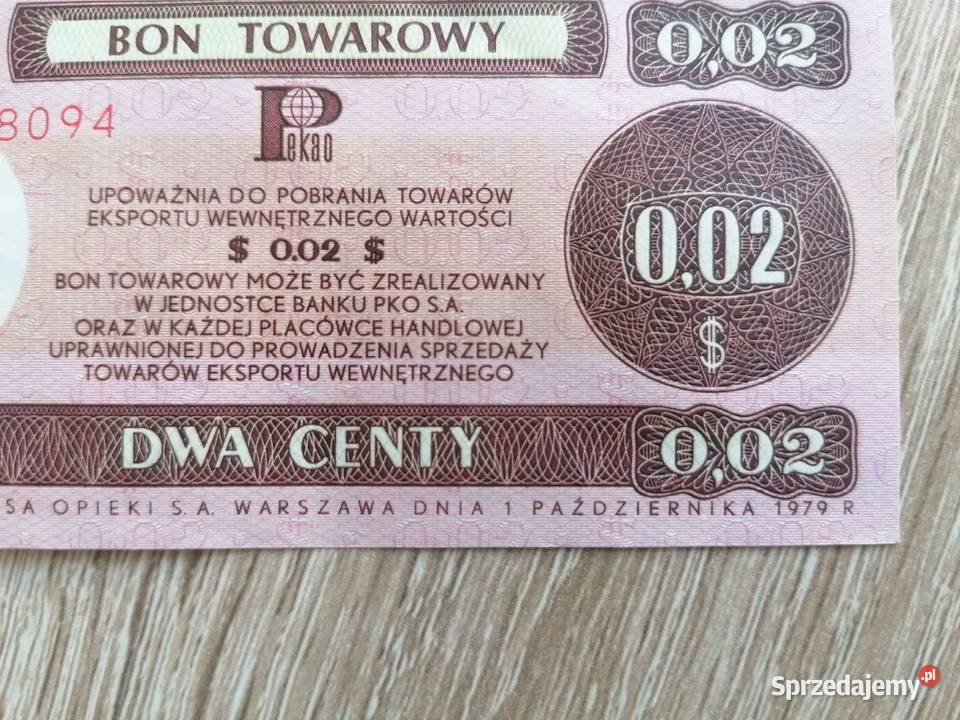 BON TOWAROWY
0,02
8094
Pekao
UPOWAŻNIA DO POBRANIA TOWARÓW
EKSPORTU WEWNĘTRZNEGO WARTOŚCI
$ 0.02 $
BON TOWAROWY MOŻE BYĆ ZREALIZOWANY
W JEDNOSTCE BANKU PKO S.A.
ORAZ W KAŻDEJ PLACÓWCE HANDLOWEJ
UPRAWNIONEJ DO PROWADZENIA SPRZEDAŻY
TOWARÓW EKSPORTU WEWNĘTRZNEGO
0,02
$
DWA CENTY
0,02
SA OPIEKI S.A. WARSZAWA DNIA 1 PAŹDZIERNIKA 1979 R.
Sprzedajemy.pl